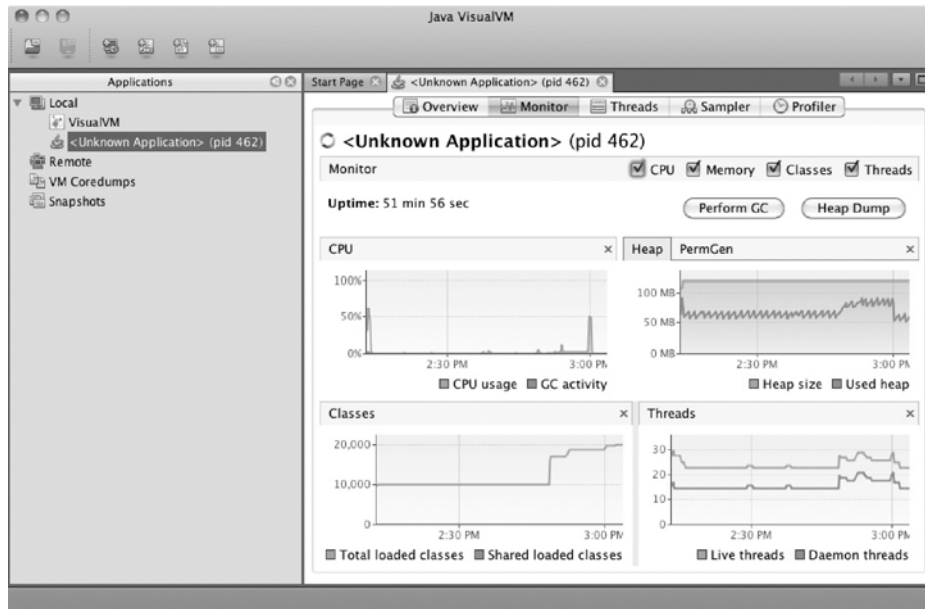 Java VisualVM
Applications
Local
VisualVM
<Unknown Application> (pid 462)
Remote
VM Coredumps
Snapshots
Start Page
<Unknown Application> (pid 462)
Overview
Monitor
Threads
Sampler
Profiler
<Unknown Application> (pid 462)
Monitor
CPU
Memory
Classes
Threads
Uptime: 51 min 56 sec
Perform GC
Heap Dump
CPU
100%
50%
0%
2:30 PM
3:00 PM
CPU usage
GC activity
Heap
PermGen
100 MB
50 MB
0 MB
2:30 PM
3:00 PM
Heap size
Used heap
Classes
20,000
10,000
0
2:30 PM
3:00 PM
Total loaded classes
Shared loaded classes
Threads
30
20
10
0
2:30 PM
3:00 PM
Live threads
Daemon threads